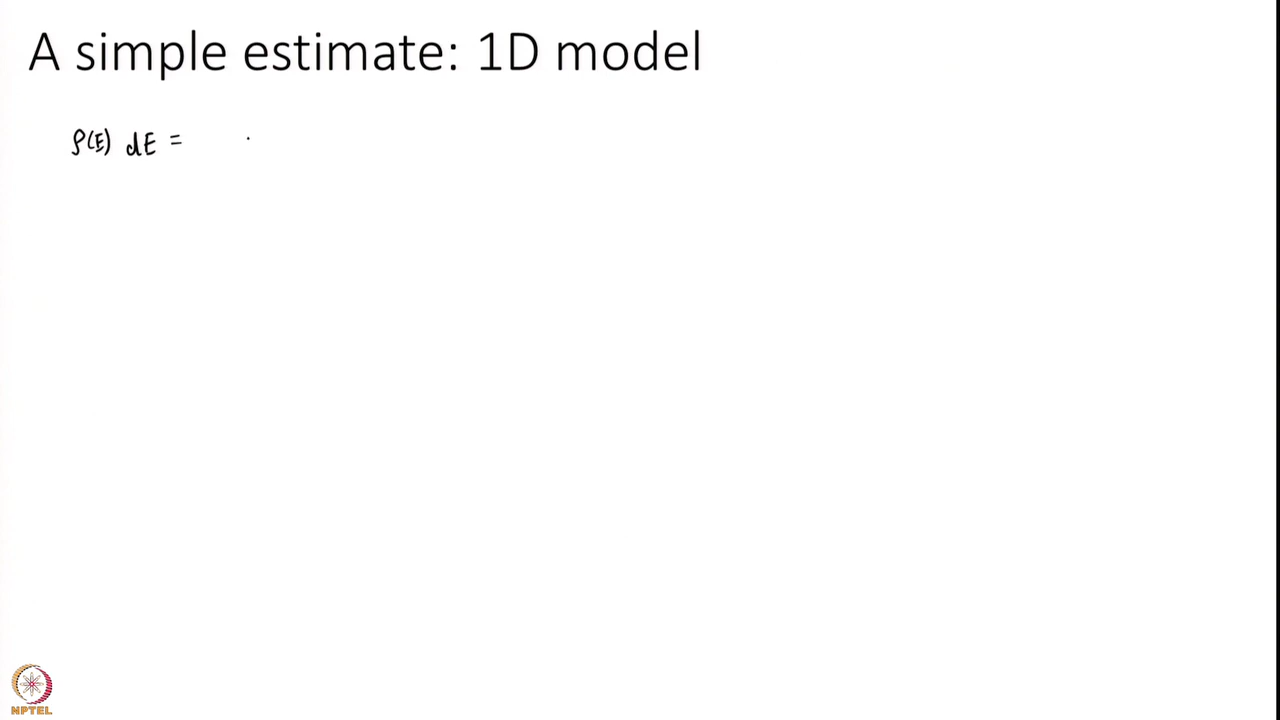 A simple estimate: 1D model
ρ(E) dE =
NPTEL